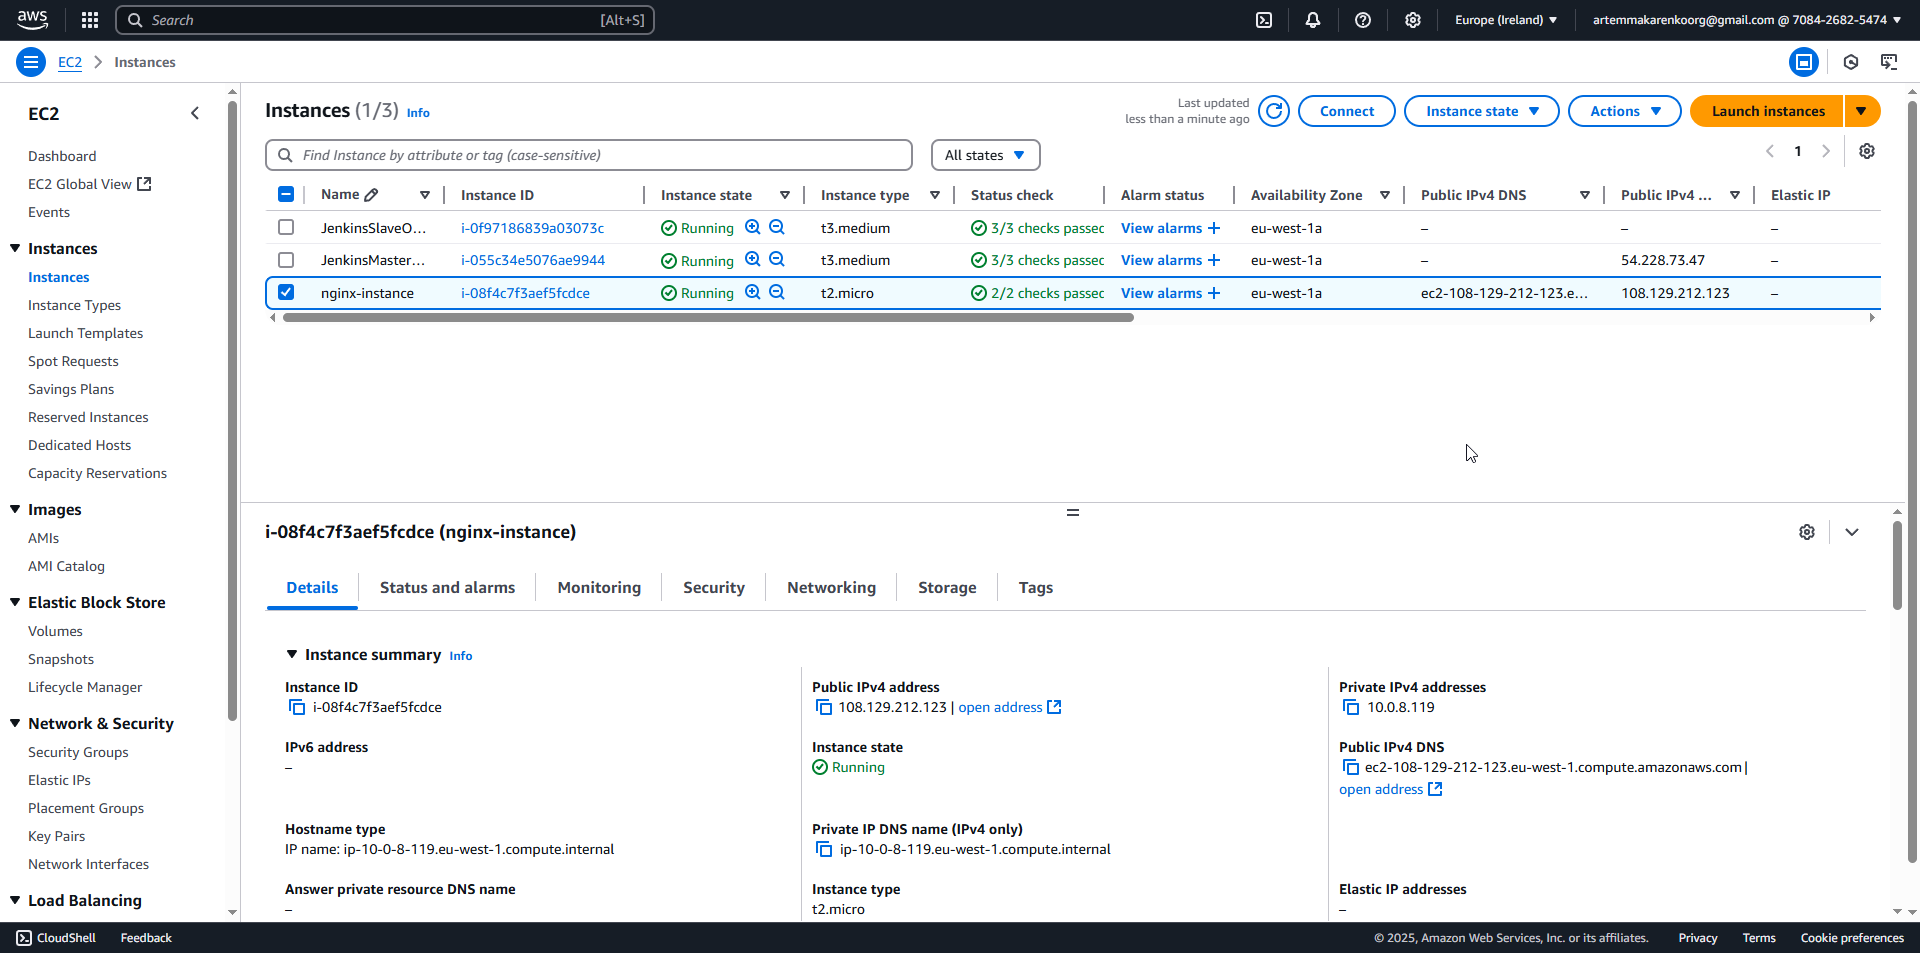 aws
Search [Alt+S]
Europe (Ireland)
artemmakarenkoorg@gmail.com @ 7084-2682-5474
EC2
Instances
EC2
Dashboard
EC2 Global View
Events
Instances
Instances
Instance Types
Launch Templates
Spot Requests
Savings Plans
Reserved Instances
Dedicated Hosts
Capacity Reservations
Images
AMIs
AMI Catalog
Elastic Block Store
Volumes
Snapshots
Lifecycle Manager
Network & Security
Security Groups
Elastic IPs
Placement Groups
Key Pairs
Network Interfaces
Load Balancing
Instances (1/3) Info
Last updated
less than a minute ago
Connect
Instance state
Actions
Launch instances
Find Instance by attribute or tag (case-sensitive)
All states
1
Name Instance ID Instance state Instance type Status check Alarm status Availability Zone Public IPv4 DNS Public IPv4 ... Elastic IP
JenkinsSlaveO... i-0f97186839a03073c Running t3.medium 3/3 checks passec View alarms + eu-west-1a – – –
JenkinsMaster... i-055c34e5076ae9944 Running t3.medium 3/3 checks passec View alarms + eu-west-1a – 54.228.73.47 –
nginx-instance i-08f4c7f3aef5fcdce Running t2.micro 2/2 checks passec View alarms + eu-west-1a ec2-108-129-212-123.e... 108.129.212.123 –
i-08f4c7f3aef5fcdce (nginx-instance)
Details
Status and alarms
Monitoring
Security
Networking
Storage
Tags
Instance summary Info
Instance ID
i-08f4c7f3aef5fcdce
Public IPv4 address
108.129.212.123 | open address
Private IPv4 addresses
10.0.8.119
IPv6 address
–
Instance state
Running
Public IPv4 DNS
ec2-108-129-212-123.eu-west-1.compute.amazonaws.com |
open address
Hostname type
IP name: ip-10-0-8-119.eu-west-1.compute.internal
Private IP DNS name (IPv4 only)
ip-10-0-8-119.eu-west-1.compute.internal
Answer private resource DNS name
–
Instance type
t2.micro
Elastic IP addresses
–
CloudShell
Feedback
© 2025, Amazon Web Services, Inc. or its affiliates.
Privacy
Terms
Cookie preferences